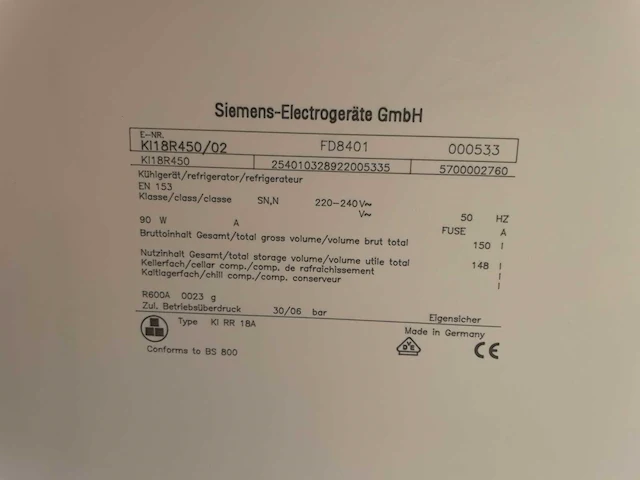 Siemens-Electrogeräte GmbH
E-NR.
KI18R450/02 FD8401 000533
KI18R450 254010328922005335 5700002760
Kühlgerät/refrigerator/refrigerateur
EN 153
Klasse/class/classe SN,N 220-240V~
V~ 50 HZ
90 W A FUSE A
Bruttoinhalt Gesamt/total gross volume/volume brut total 150 l
Nutzinhalt Gesamt/total storage volume/volume utile total 148 l
Kellerfach/cellar comp./comp. de rafraichissement l
Kaltlagerfach/chill comp./comp. conserveur l
R600A 0023 g
Zul. Betriebsüberdruck 30/06 bar Eigensicher
Type KI RR 18A Made in Germany
Conforms to BS 800 DVE CE